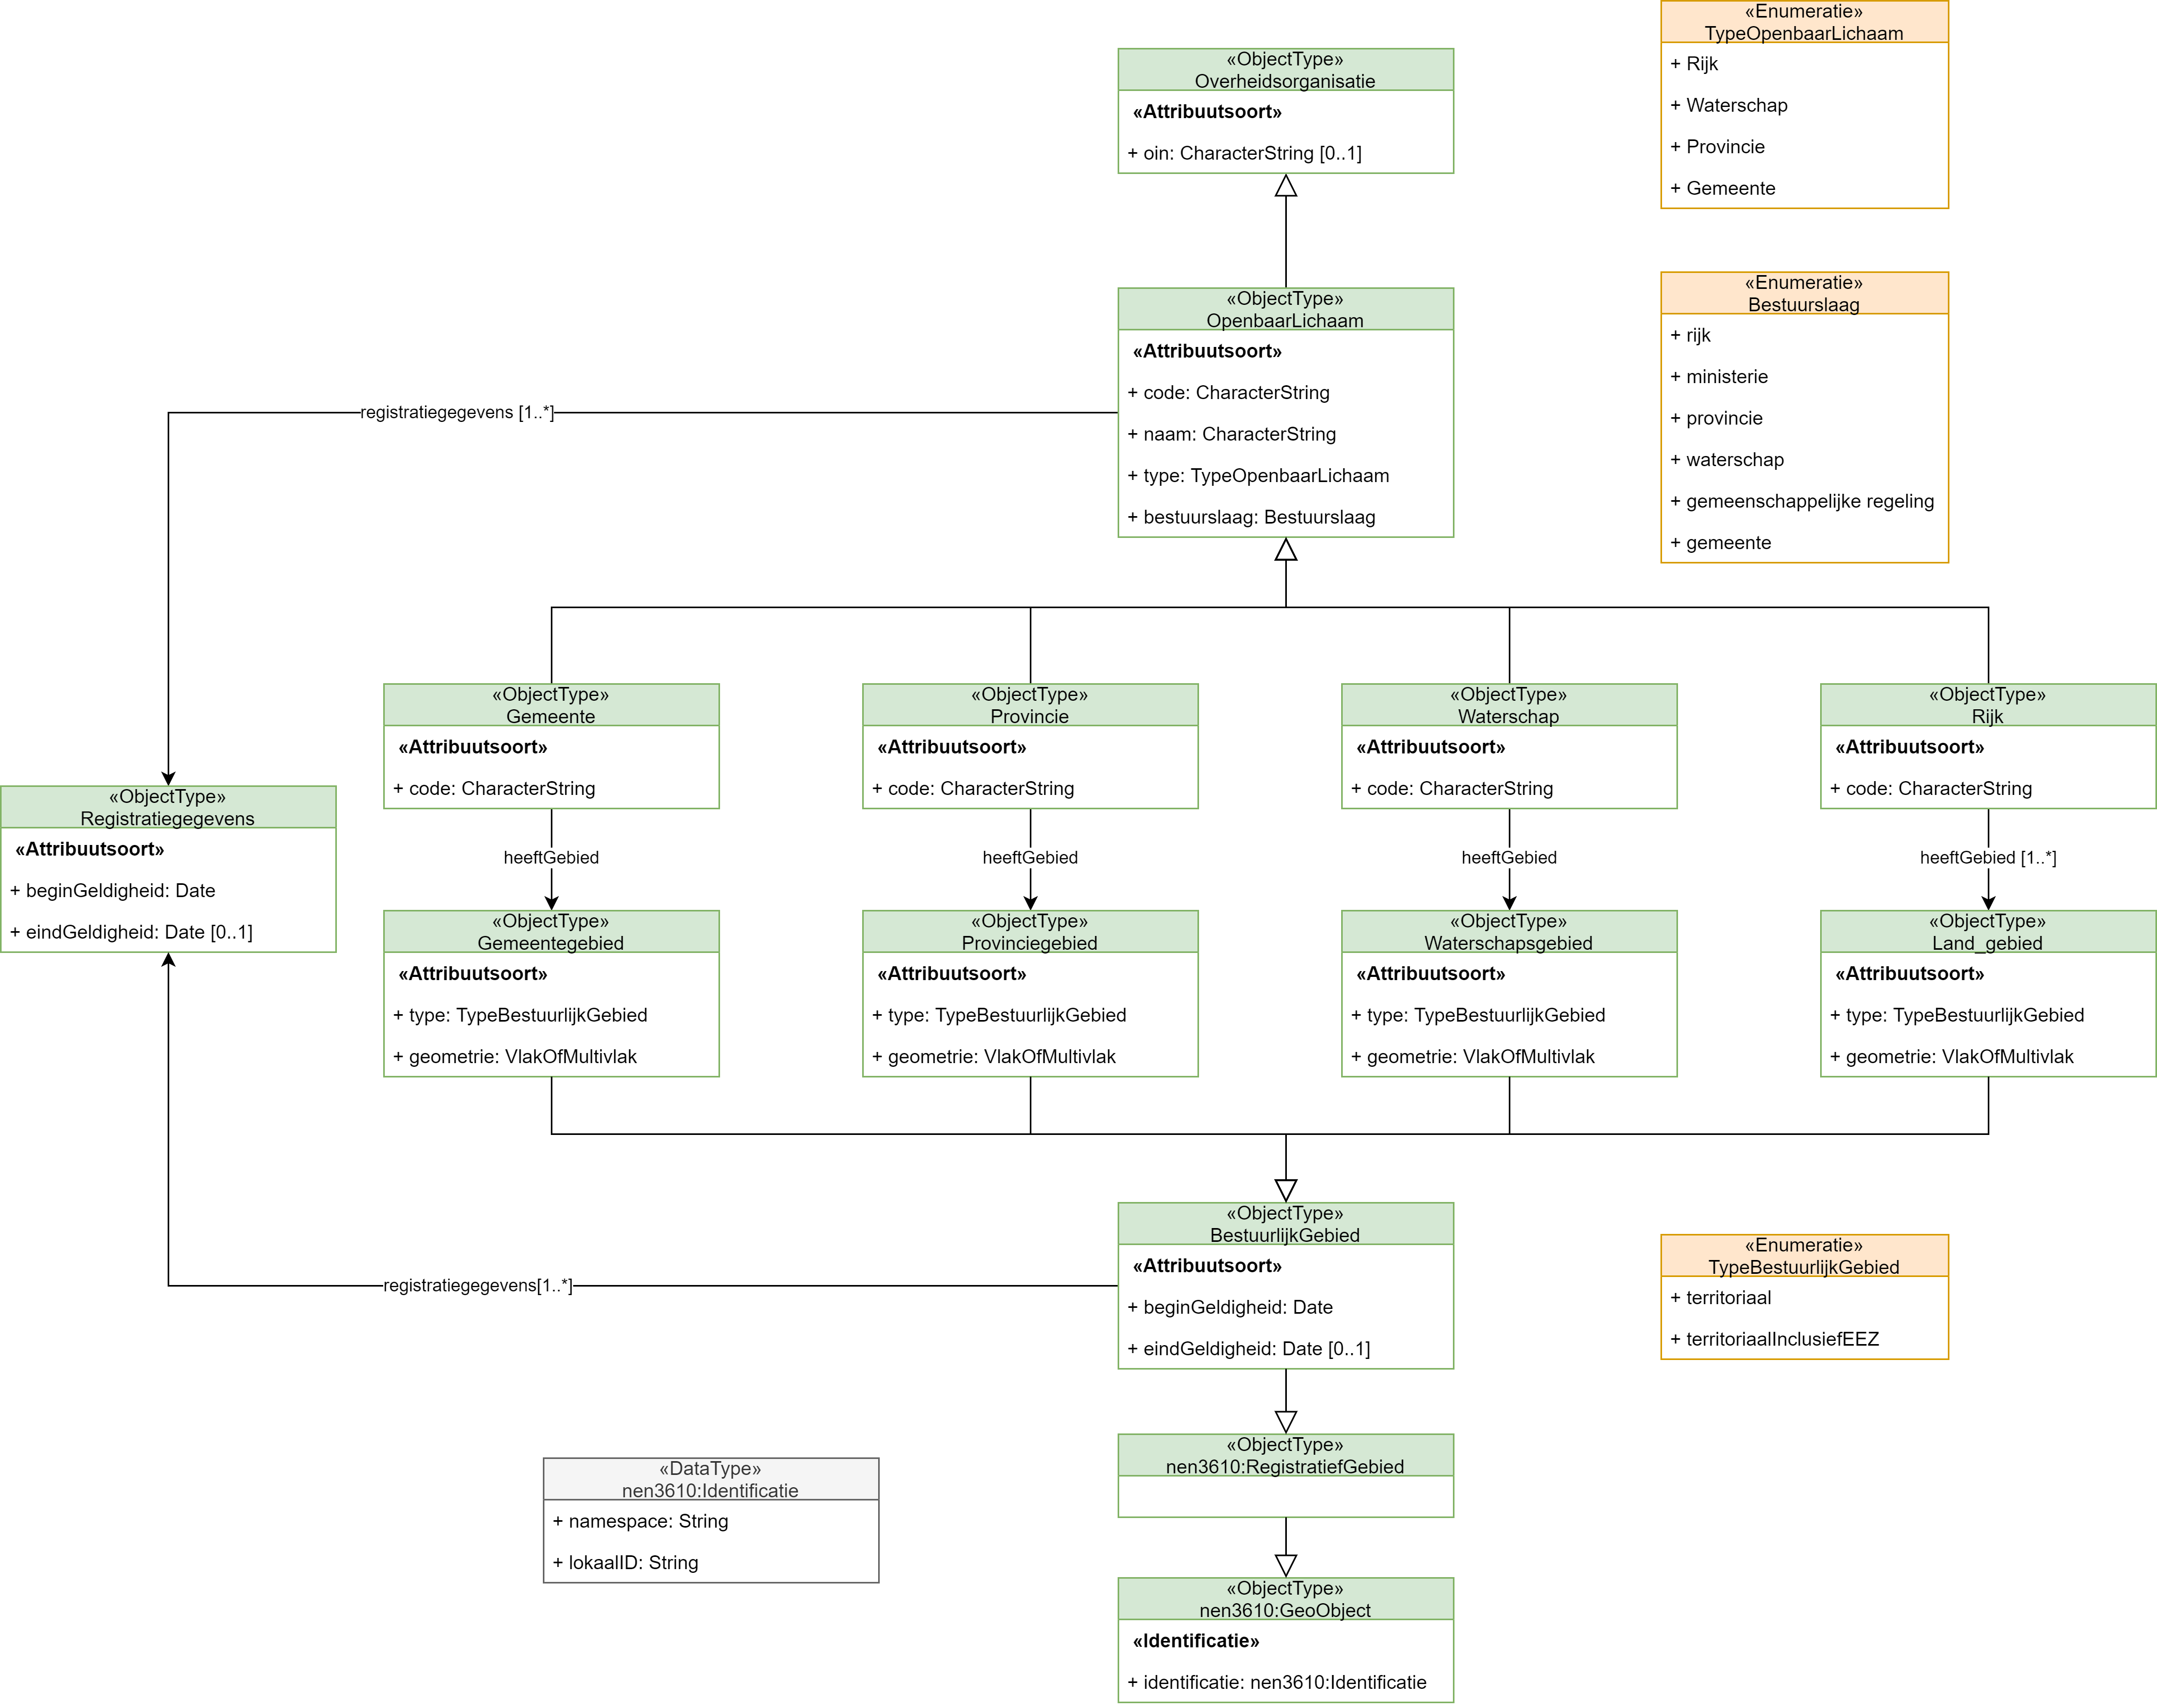 «Enumeratie»
TypeOpenbaarLichaam
+ Rijk
+ Waterschap
+ Provincie
+ Gemeente
«ObjectType»
Overheidsorganisatie
«Attribuutsoort»
+ oin: CharacterString [0..1]
«Enumeratie»
Bestuurslaag
+ rijk
+ ministerie
+ provincie
+ waterschap
+ gemeenschappelijke regeling
+ gemeente
«ObjectType»
OpenbaarLichaam
«Attribuutsoort»
+ code: CharacterString
+ naam: CharacterString
+ type: TypeOpenbaarLichaam
+ bestuurslaag: Bestuurslaag
registratiegegevens [1..*]
«ObjectType»
Gemeente
«Attribuutsoort»
+ code: CharacterString
«ObjectType»
Provincie
«Attribuutsoort»
+ code: CharacterString
«ObjectType»
Waterschap
«Attribuutsoort»
+ code: CharacterString
«ObjectType»
Rijk
«Attribuutsoort»
+ code: CharacterString
«ObjectType»
Registratiegegevens
«Attribuutsoort»
+ beginGeldigheid: Date
+ eindGeldigheid: Date [0..1]
heeftGebied
heeftGebied
heeftGebied
heeftGebied [1..*]
«ObjectType»
Gemeentegebied
«Attribuutsoort»
+ type: TypeBestuurlijkGebied
+ geometrie: VlakOfMultivlak
«ObjectType»
Provinciegebied
«Attribuutsoort»
+ type: TypeBestuurlijkGebied
+ geometrie: VlakOfMultivlak
«ObjectType»
Waterschapsgebied
«Attribuutsoort»
+ type: TypeBestuurlijkGebied
+ geometrie: VlakOfMultivlak
«ObjectType»
Land_gebied
«Attribuutsoort»
+ type: TypeBestuurlijkGebied
+ geometrie: VlakOfMultivlak
registratiegegevens[1..*]
«ObjectType»
BestuurlijkGebied
«Attribuutsoort»
+ beginGeldigheid: Date
+ eindGeldigheid: Date [0..1]
«Enumeratie»
TypeBestuurlijkGebied
+ territoriaal
+ territoriaalInclusiefEEZ
«ObjectType»
nen3610:RegistratiefGebied
«DataType»
nen3610:Identificatie
+ namespace: String
+ lokaalID: String
«ObjectType»
nen3610:GeoObject
«Identificatie»
+ identificatie: nen3610:Identificatie